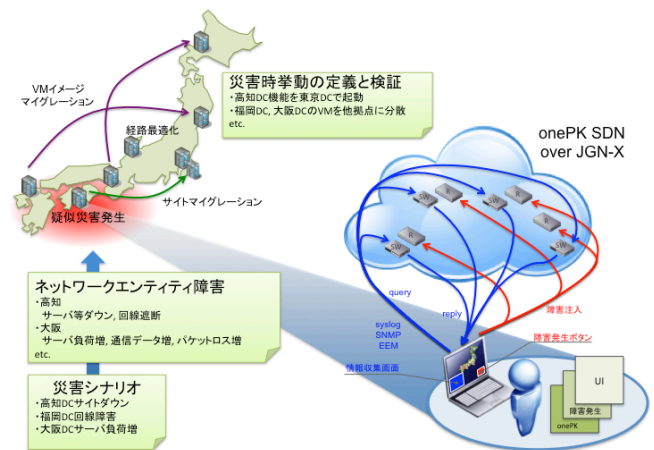 VMイメージ
マイグレーション
災害時挙動の定義と検証
・高知DC機能を東京DCで起動
・福岡DC, 大阪DCのVMを他拠点に分散
etc.
経路最適化
サイトマイグレーション
疑似災害発生
ネットワークエンティティ障害
・高知
サーバ等ダウン, 回線遮断
・大阪
サーバ負荷増, 通信データ増, パケットロス増
etc.
災害シナリオ
・高知DCサイトダウン
・福岡DC回線障害
・大阪DCサーバ負荷増
onePK SDN
over JGN-X
SW
R
SW
R
R
SW
R
SW
query
reply
障害注入
syslog
SNMP
EEM
障害発生ボタン
情報収集画面
UI
障害発生
onePK